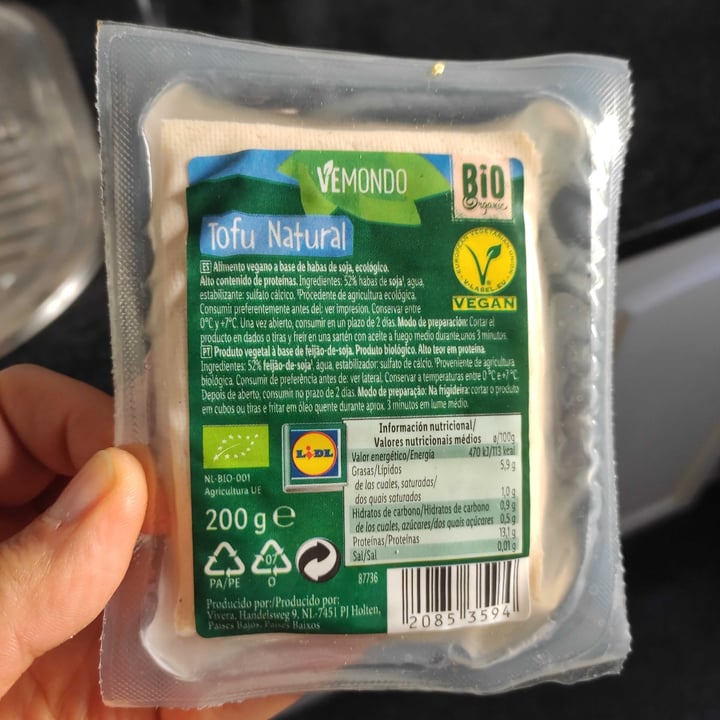 VEMONDO
BiO
Organic
Tofu Natural
EUROPEAN VEGETARIAN UNION
V-LABEL.EU
VEGAN
ES Alimento vegano a base de habas de soja, ecológico.
Alto contenido de proteínas. Ingredientes: 52% habas de soja¹, agua,
estabilizante: sulfato cálcico. ¹Procedente de agricultura ecológica.
Consumir preferentemente antes del: ver impresion. Conservar entre
0°C y +7°C. Una vez abierto, consumir en un plazo de 2 días. Modo de preparación: Cortar el
producto en dados o tiras y freír en una sartén con aceite a fuego medio durante unos 3 minutos.
PT Produto vegetal à base de feijão-de-soja. Produto biológico. Alto teor em proteína.
Ingredientes: 52% feijão-de-soja¹, água, estabilizador: sulfato de cálcio. ¹Proveniente de agricultura
biológica. Consumir de preferência antes de: ver lateral. Conservar a temperaturas entre 0 °C e +7 °C.
Depois de aberto, consumir no prazo de 2 dias. Modo de preparação: Na frigideira: cortar o produto
em cubos ou tiras e fritar em óleo quente durante aprox. 3 minutos em lume médio.
NL-BIO-001
Agricultura UE
LIDL
200 g e
PA/PE
07
O
Información nutricional/
Valores nutricionais médios ø/100g
Valor energético/Energia 470 kJ/113 kcal
Grasas/Lípidos 5,9 g
de las cuales, saturadas/
dos quais saturados 1,0 g
Hidratos de carbono/Hidratos de carbono 0,9 g
de los cuales, azúcares/dos quais açúcares 0,5 g
Proteínas/Proteínas 13,1 g
Sal/Sal 0,01 g
87736
2085 3594
Producido por:/Produzido por:
Vivera, Handelsweg 9, NL-7451 PJ Holten,
Países Bajos, Países Baixos